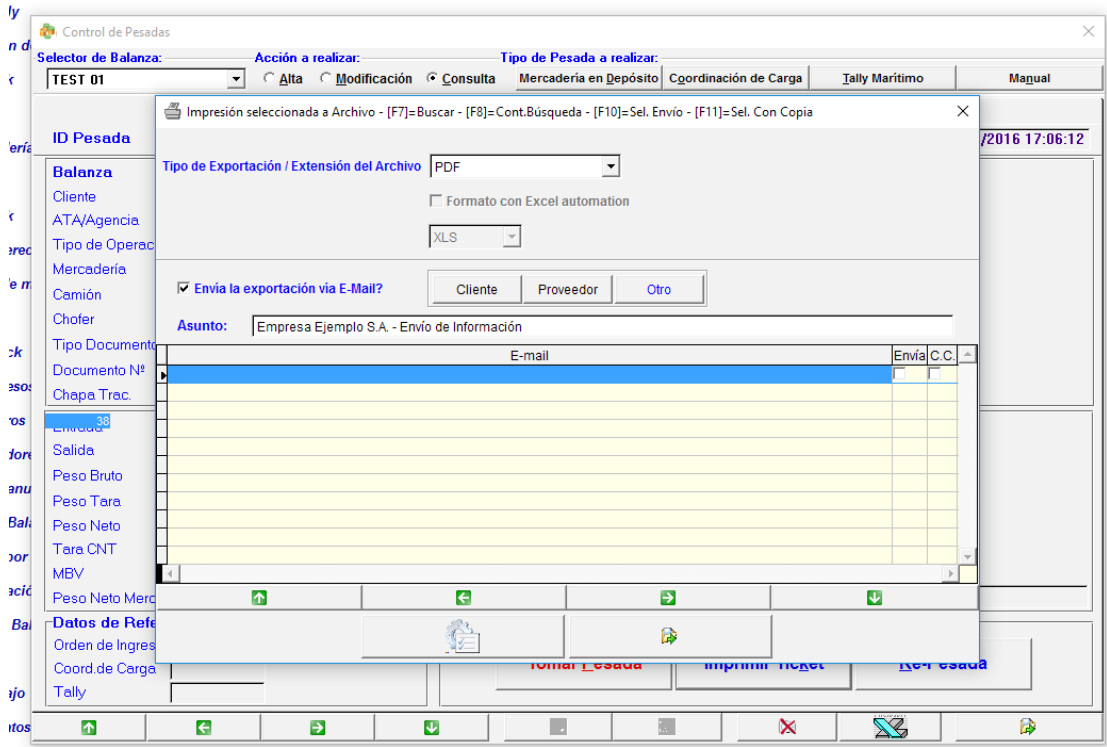 Control de Pesadas
Selector de Balanza: Acción a realizar: Tipo de Pesada a realizar:
TEST 01 Alta Modificación Consulta Mercadería en Depósito Coordinación de Carga Tally Marítimo Manual
Impresión seleccionada a Archivo - [F7]=Buscar - [F8]=Cont.Búsqueda - [F10]=Sel. Envío - [F11]=Sel. Con Copia
ID Pesada /2016 17:06:12
Tipo de Exportación / Extensión del Archivo PDF
Formato con Excel automation
XLS
Envía la exportación via E-Mail? Cliente Proveedor Otro
Asunto: Empresa Ejemplo S.A. - Envío de Información
E-mail Envía C.C.
Balanza
Cliente
ATA/Agencia
Tipo de Operac
Mercadería
Camión
Chofer
Tipo Documento
Documento Nº
Chapa Trac.
Entrada 38
Salida
Peso Bruto
Peso Tara
Peso Neto
Tara CNT
MBV
Peso Neto Merc
Datos de Refe
Orden de Ingres
Coord.de Carga
Tally
Tomar Pesada Imprimir Ticket Re-Pesada